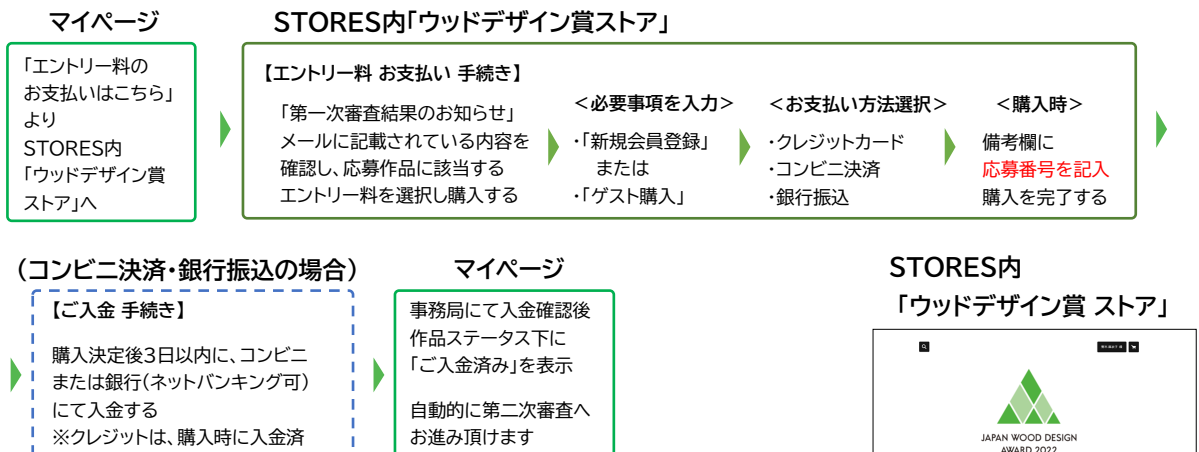 マイページ
「エントリー料の
お支払いはこちら」
より
STORES内
「ウッドデザイン賞
ストア」へ
STORES内「ウッドデザイン賞ストア」
【エントリー料 お支払い 手続き】
「第一次審査結果のお知らせ」
メールに記載されている内容を
確認し、応募作品に該当する
エントリー料を選択し購入する
＜必要事項を入力＞
・「新規会員登録」
または
・「ゲスト購入」
＜お支払い方法選択＞
・クレジットカード
・コンビニ決済
・銀行振込
＜購入時＞
備考欄に
応募番号を記入
購入を完了する
（コンビニ決済・銀行振込の場合）
【ご入金 手続き】
購入決定後3日以内に、コンビニ
または銀行(ネットバンキング可)
にて入金する
※クレジットは、購入時に入金済
マイページ
事務局にて入金確認後
作品ステータス下に
「ご入金済み」を表示
自動的に第二次審査へ
お進み頂けます
STORES内
「ウッドデザイン賞 ストア」
JAPAN WOOD DESIGN
AWARD 2022